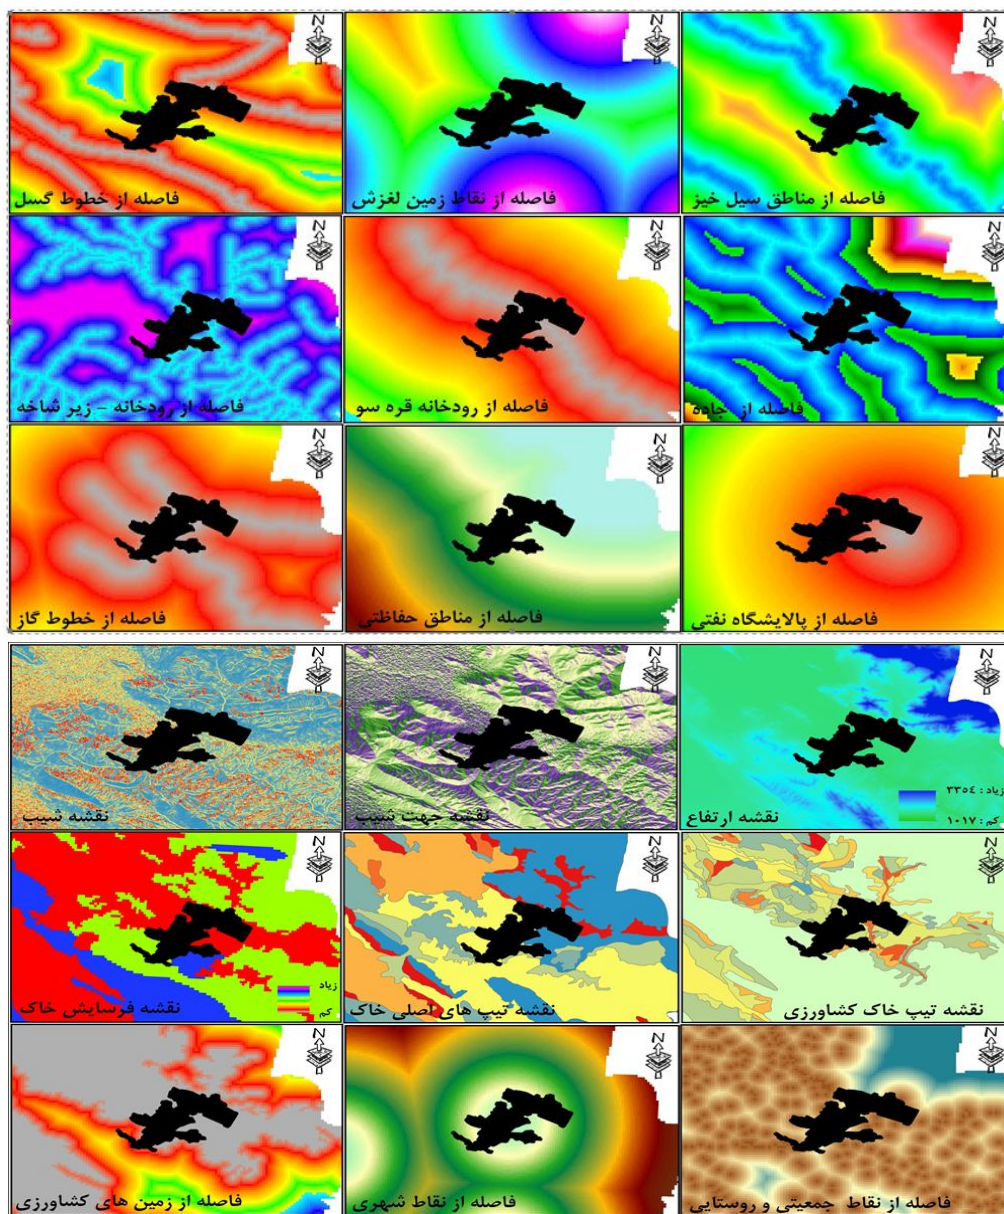 N N N
فاصله از خطوط گسل
فاصله از نقاط زمین لغزش
فاصله از مناطق سیل خیز
N N N
فاصله از رودخانه – زیر شاخه
فاصله از رودخانه قره سو
فاصله از جاده
N N N
فاصله از خطوط گاز
فاصله از مناطق حفاظتی
فاصله از پالایشگاه نفتی
N N N
نقشه شیب
نقشه جهت شیب
زیاد : ۳۳۵٤
کم : ۱۰۱۷
نقشه ارتفاع
N N N
زیاد
کم
نقشه فرسایش خاک
نقشه تیپ های اصلی خاک
نقشه تیپ خاک کشاورزی
N N N
فاصله از زمین های کشاورزی
فاصله از نقاط شهری
فاصله از نقاط جمعیتی و روستایی